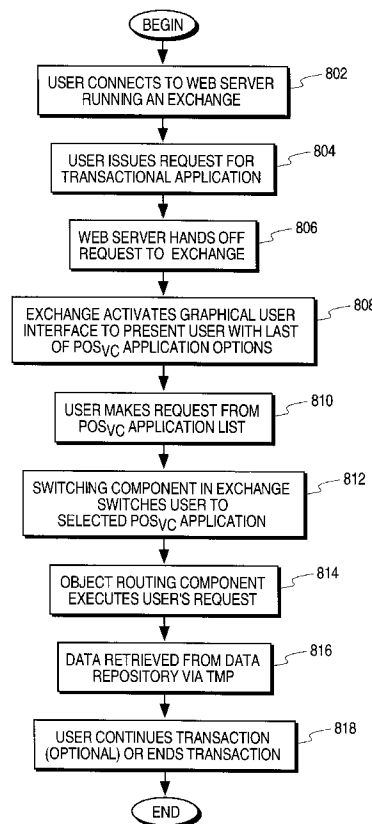 BEGIN
USER CONNECTS TO WEB SERVER
RUNNING AN EXCHANGE
802
USER ISSUES REQUEST FOR
TRANSACTIONAL APPLICATION
804
WEB SERVER HANDS OFF
REQUEST TO EXCHANGE
806
EXCHANGE ACTIVATES GRAPHICAL USER
INTERFACE TO PRESENT USER WITH LAST
OF POSVC APPLICATION OPTIONS
808
USER MAKES REQUEST FROM
POSVC APPLICATION LIST
810
SWITCHING COMPONENT IN EXCHANGE
SWITCHES USER TO
SELECTED POSVC APPLICATION
812
OBJECT ROUTING COMPONENT
EXECUTES USER'S REQUEST
814
DATA RETRIEVED FROM DATA
REPOSITORY VIA TMP
816
USER CONTINUES TRANSACTION
(OPTIONAL) OR ENDS TRANSACTION
818
END